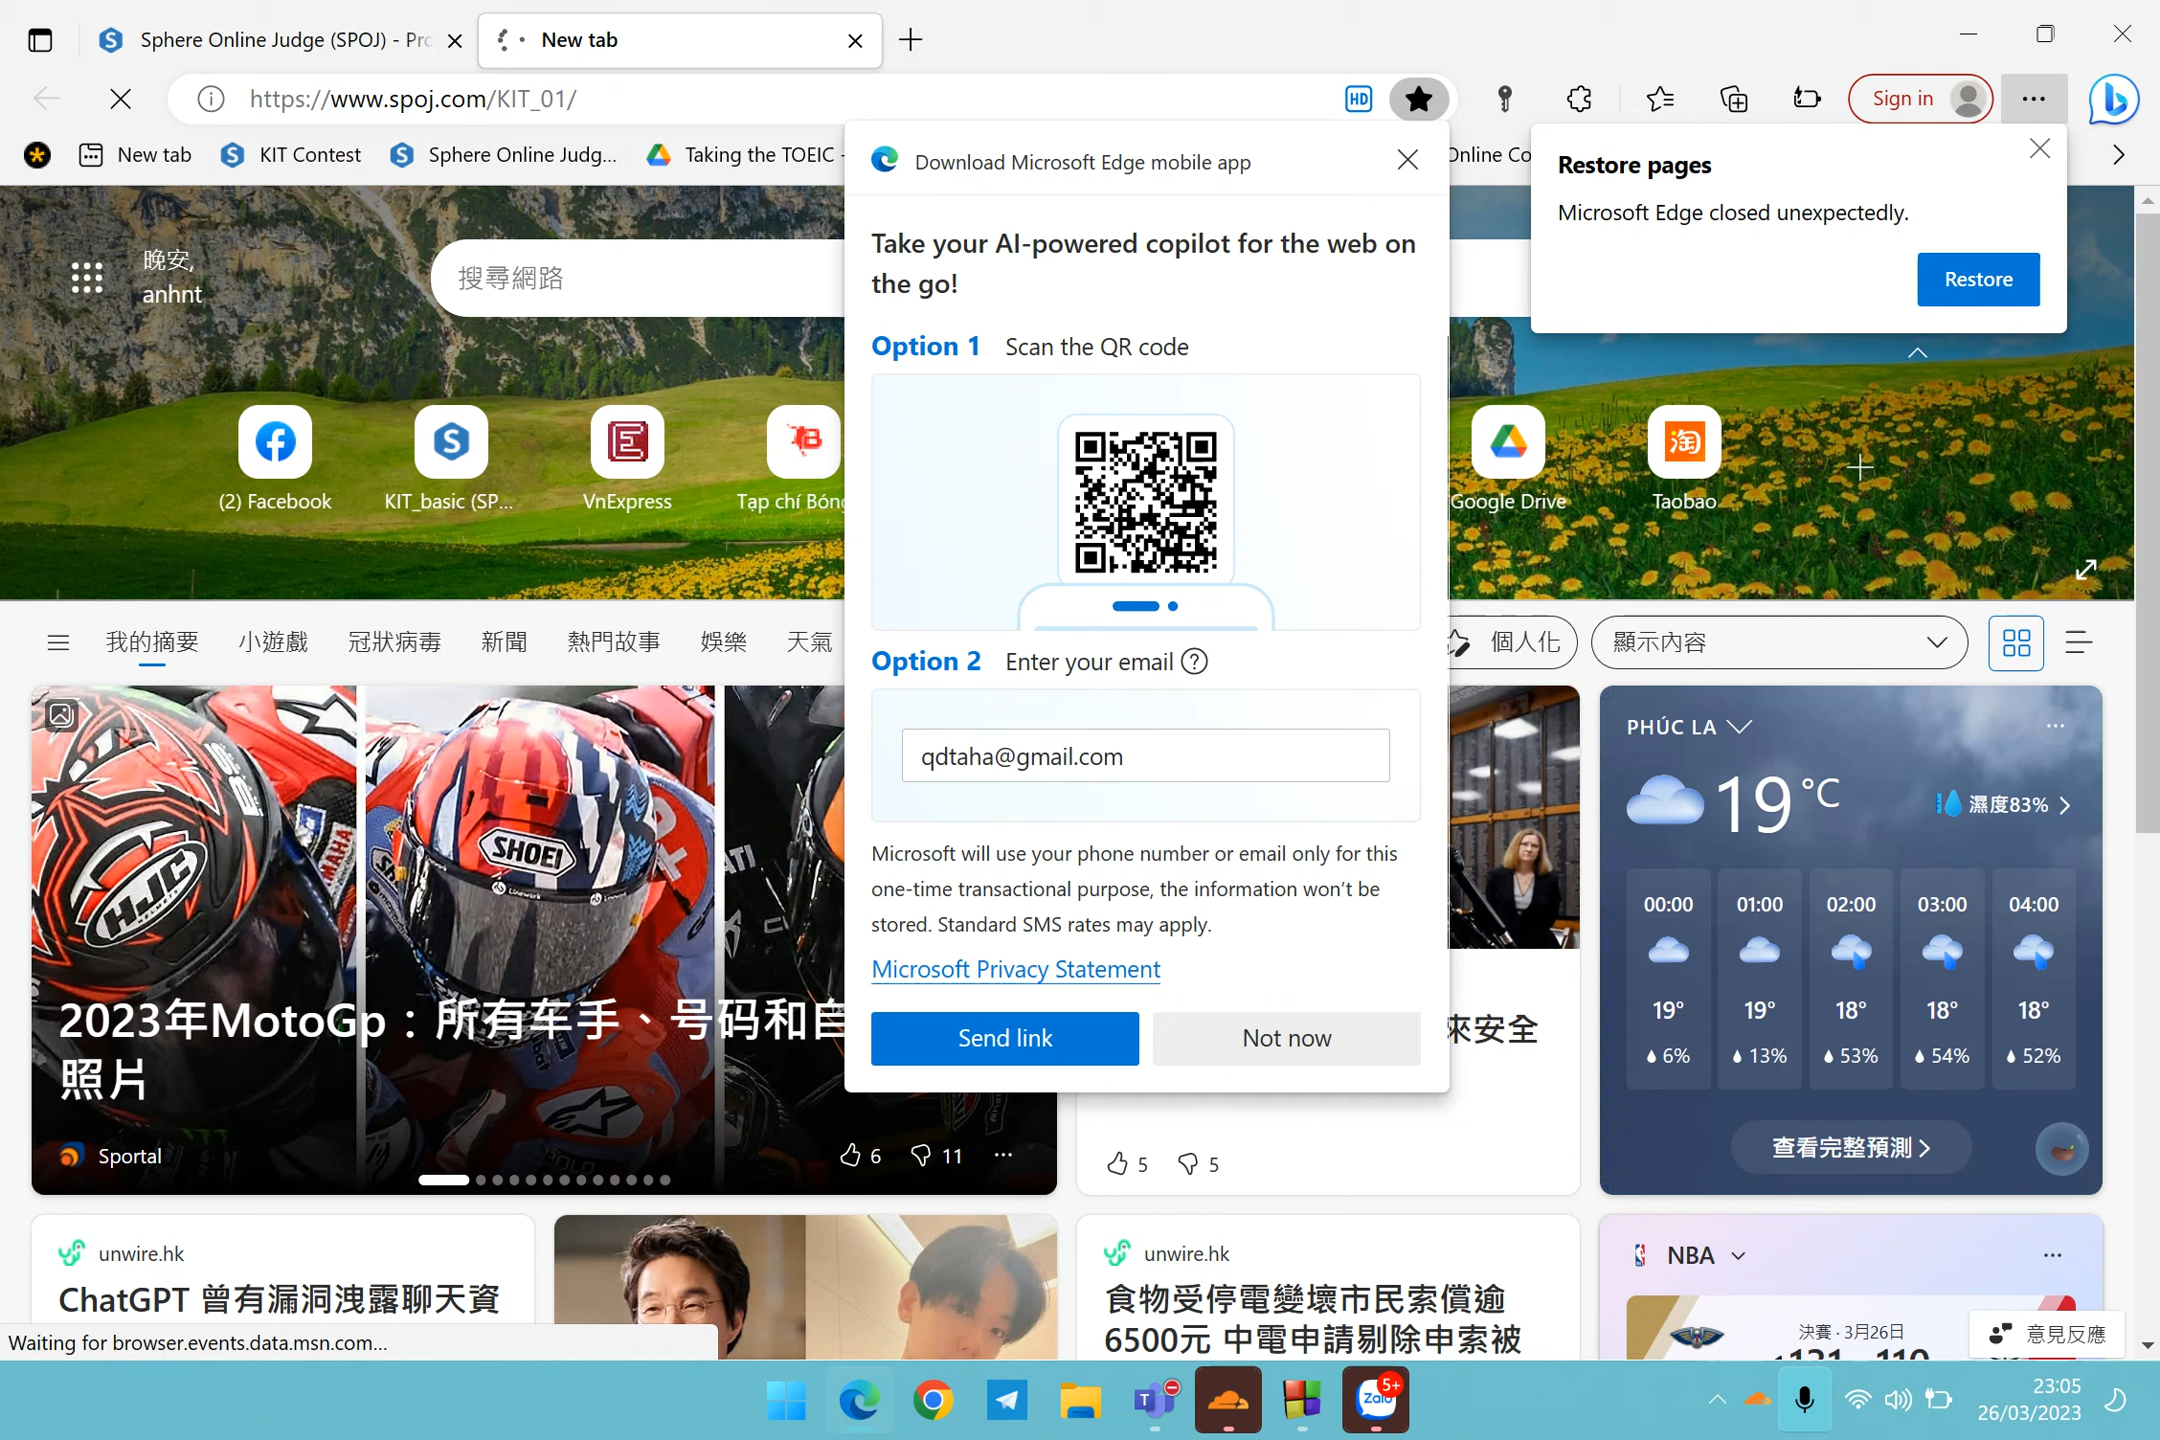 Sphere Online Judge (SPOJ) - Pro
New tab
https://www.spoj.com/KIT_01/
HD
Sign in
New tab
KIT Contest
Sphere Online Judg...
Taking the TOEIC -
Online Co
Download Microsoft Edge mobile app
Take your AI-powered copilot for the web on
the go!
Option 1 Scan the QR code
Option 2 Enter your email
qdtaha@gmail.com
Microsoft will use your phone number or email only for this
one-time transactional purpose, the information won't be
stored. Standard SMS rates may apply.
Microsoft Privacy Statement
Send link
Not now
Restore pages
Microsoft Edge closed unexpectedly.
Restore
晚安,
anhnt
搜尋網路
(2) Facebook
KIT_basic (SP...
VnExpress
Tạp chí Bóng
Google Drive
Taobao
我的摘要
小遊戲
冠狀病毒
新聞
熱門故事
娛樂
天氣
個人化
顯示內容
HJC
YAMAHA
SHOEI
2023年MotoGp：所有车手、号码和自
照片
Sportal
6
11
來安全
5
5
PHÚC LA
19 °C
濕度83%
00:00 01:00 02:00 03:00 04:00
19° 19° 18° 18° 18°
6% 13% 53% 54% 52%
查看完整預測
unwire.hk
ChatGPT 曾有漏洞洩露聊天資
unwire.hk
食物受停電變壞市民索償逾
6500元 中電申請剔除申索被
NBA
決賽 · 3月26日
131 110
意見反應
Waiting for browser.events.data.msn.com...
Zalo
5+
23:05
26/03/2023